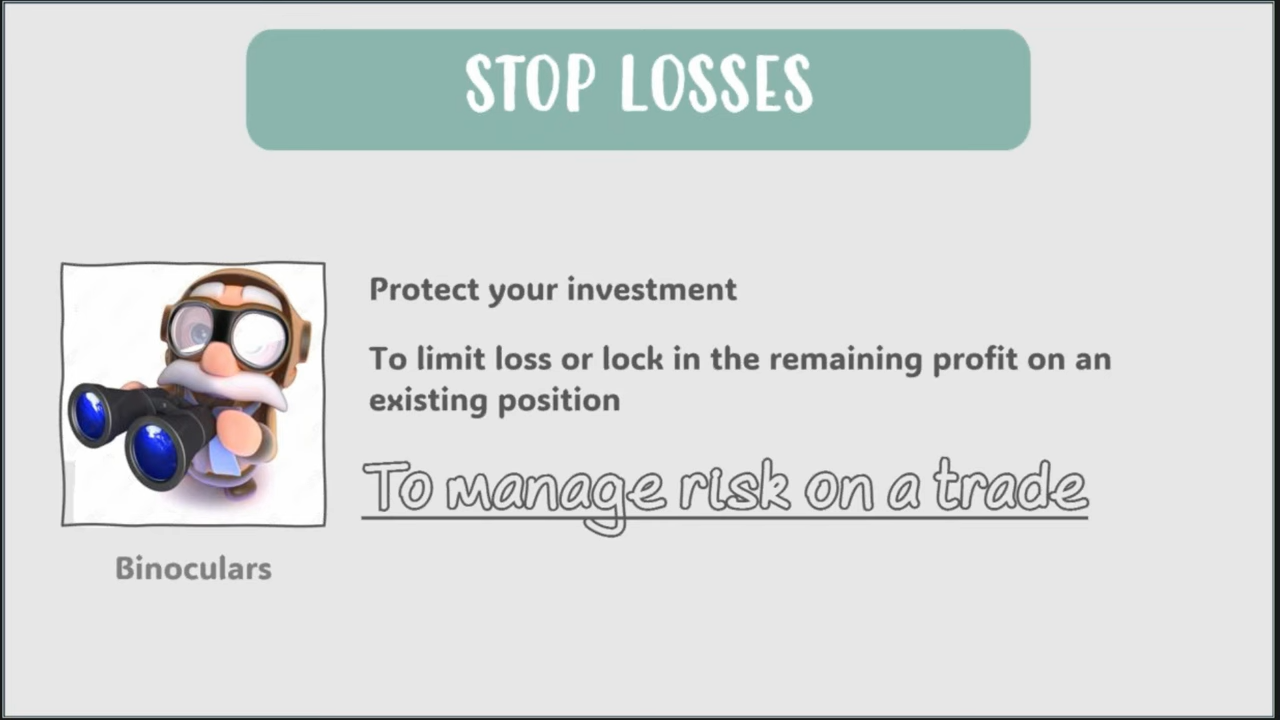 STOP LOSSES
Protect your investment
To limit loss or lock in the remaining profit on an
existing position
To manage risk on a trade
Binoculars